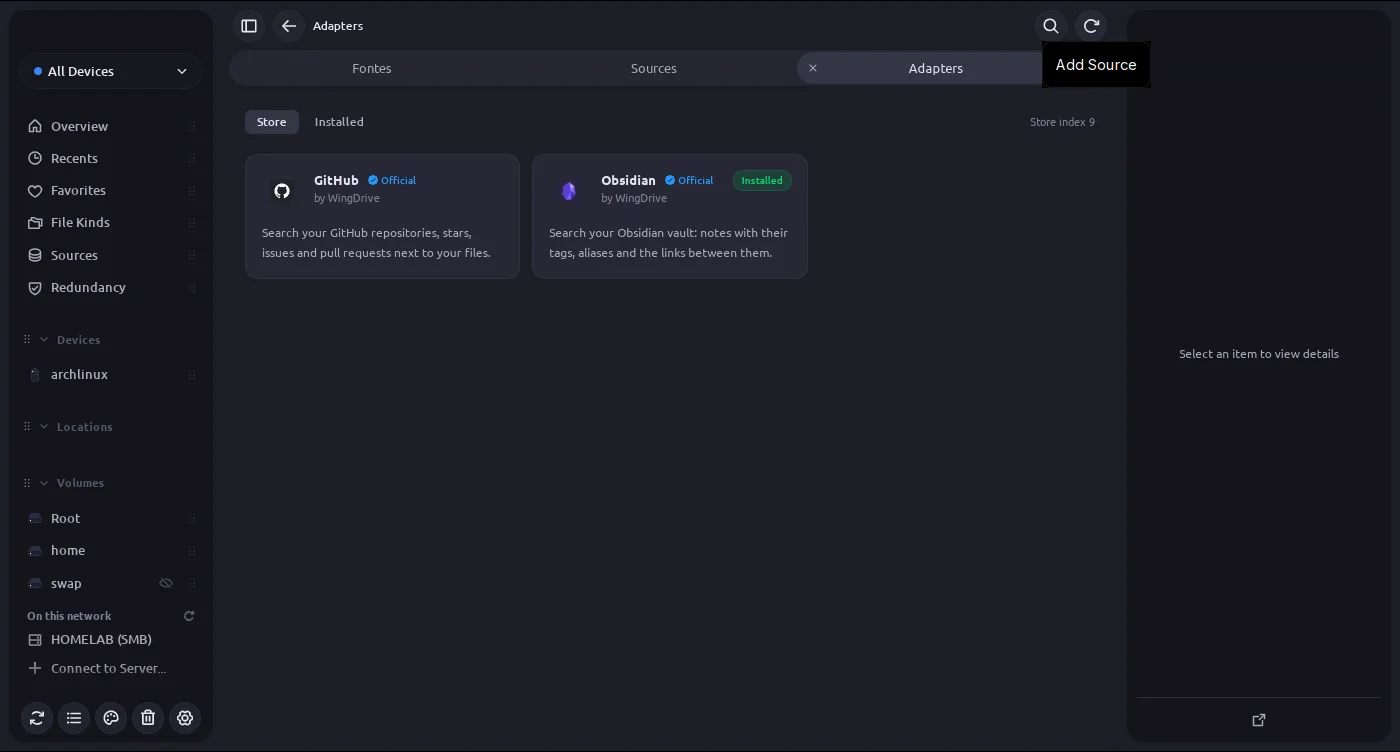 Adapters
Add Source
All Devices
Fontes
Sources
Adapters
Overview
Recents
Favorites
File Kinds
Sources
Redundancy
Devices
archlinux
Locations
Volumes
Root
home
swap
On this network
HOMELAB (SMB)
Connect to Server...
Store
Installed
Store index 9
GitHub
Official
by WingDrive
Search your GitHub repositories, stars,
issues and pull requests next to your files.
Obsidian
Official
Installed
by WingDrive
Search your Obsidian vault: notes with their
tags, aliases and the links between them.
Select an item to view details